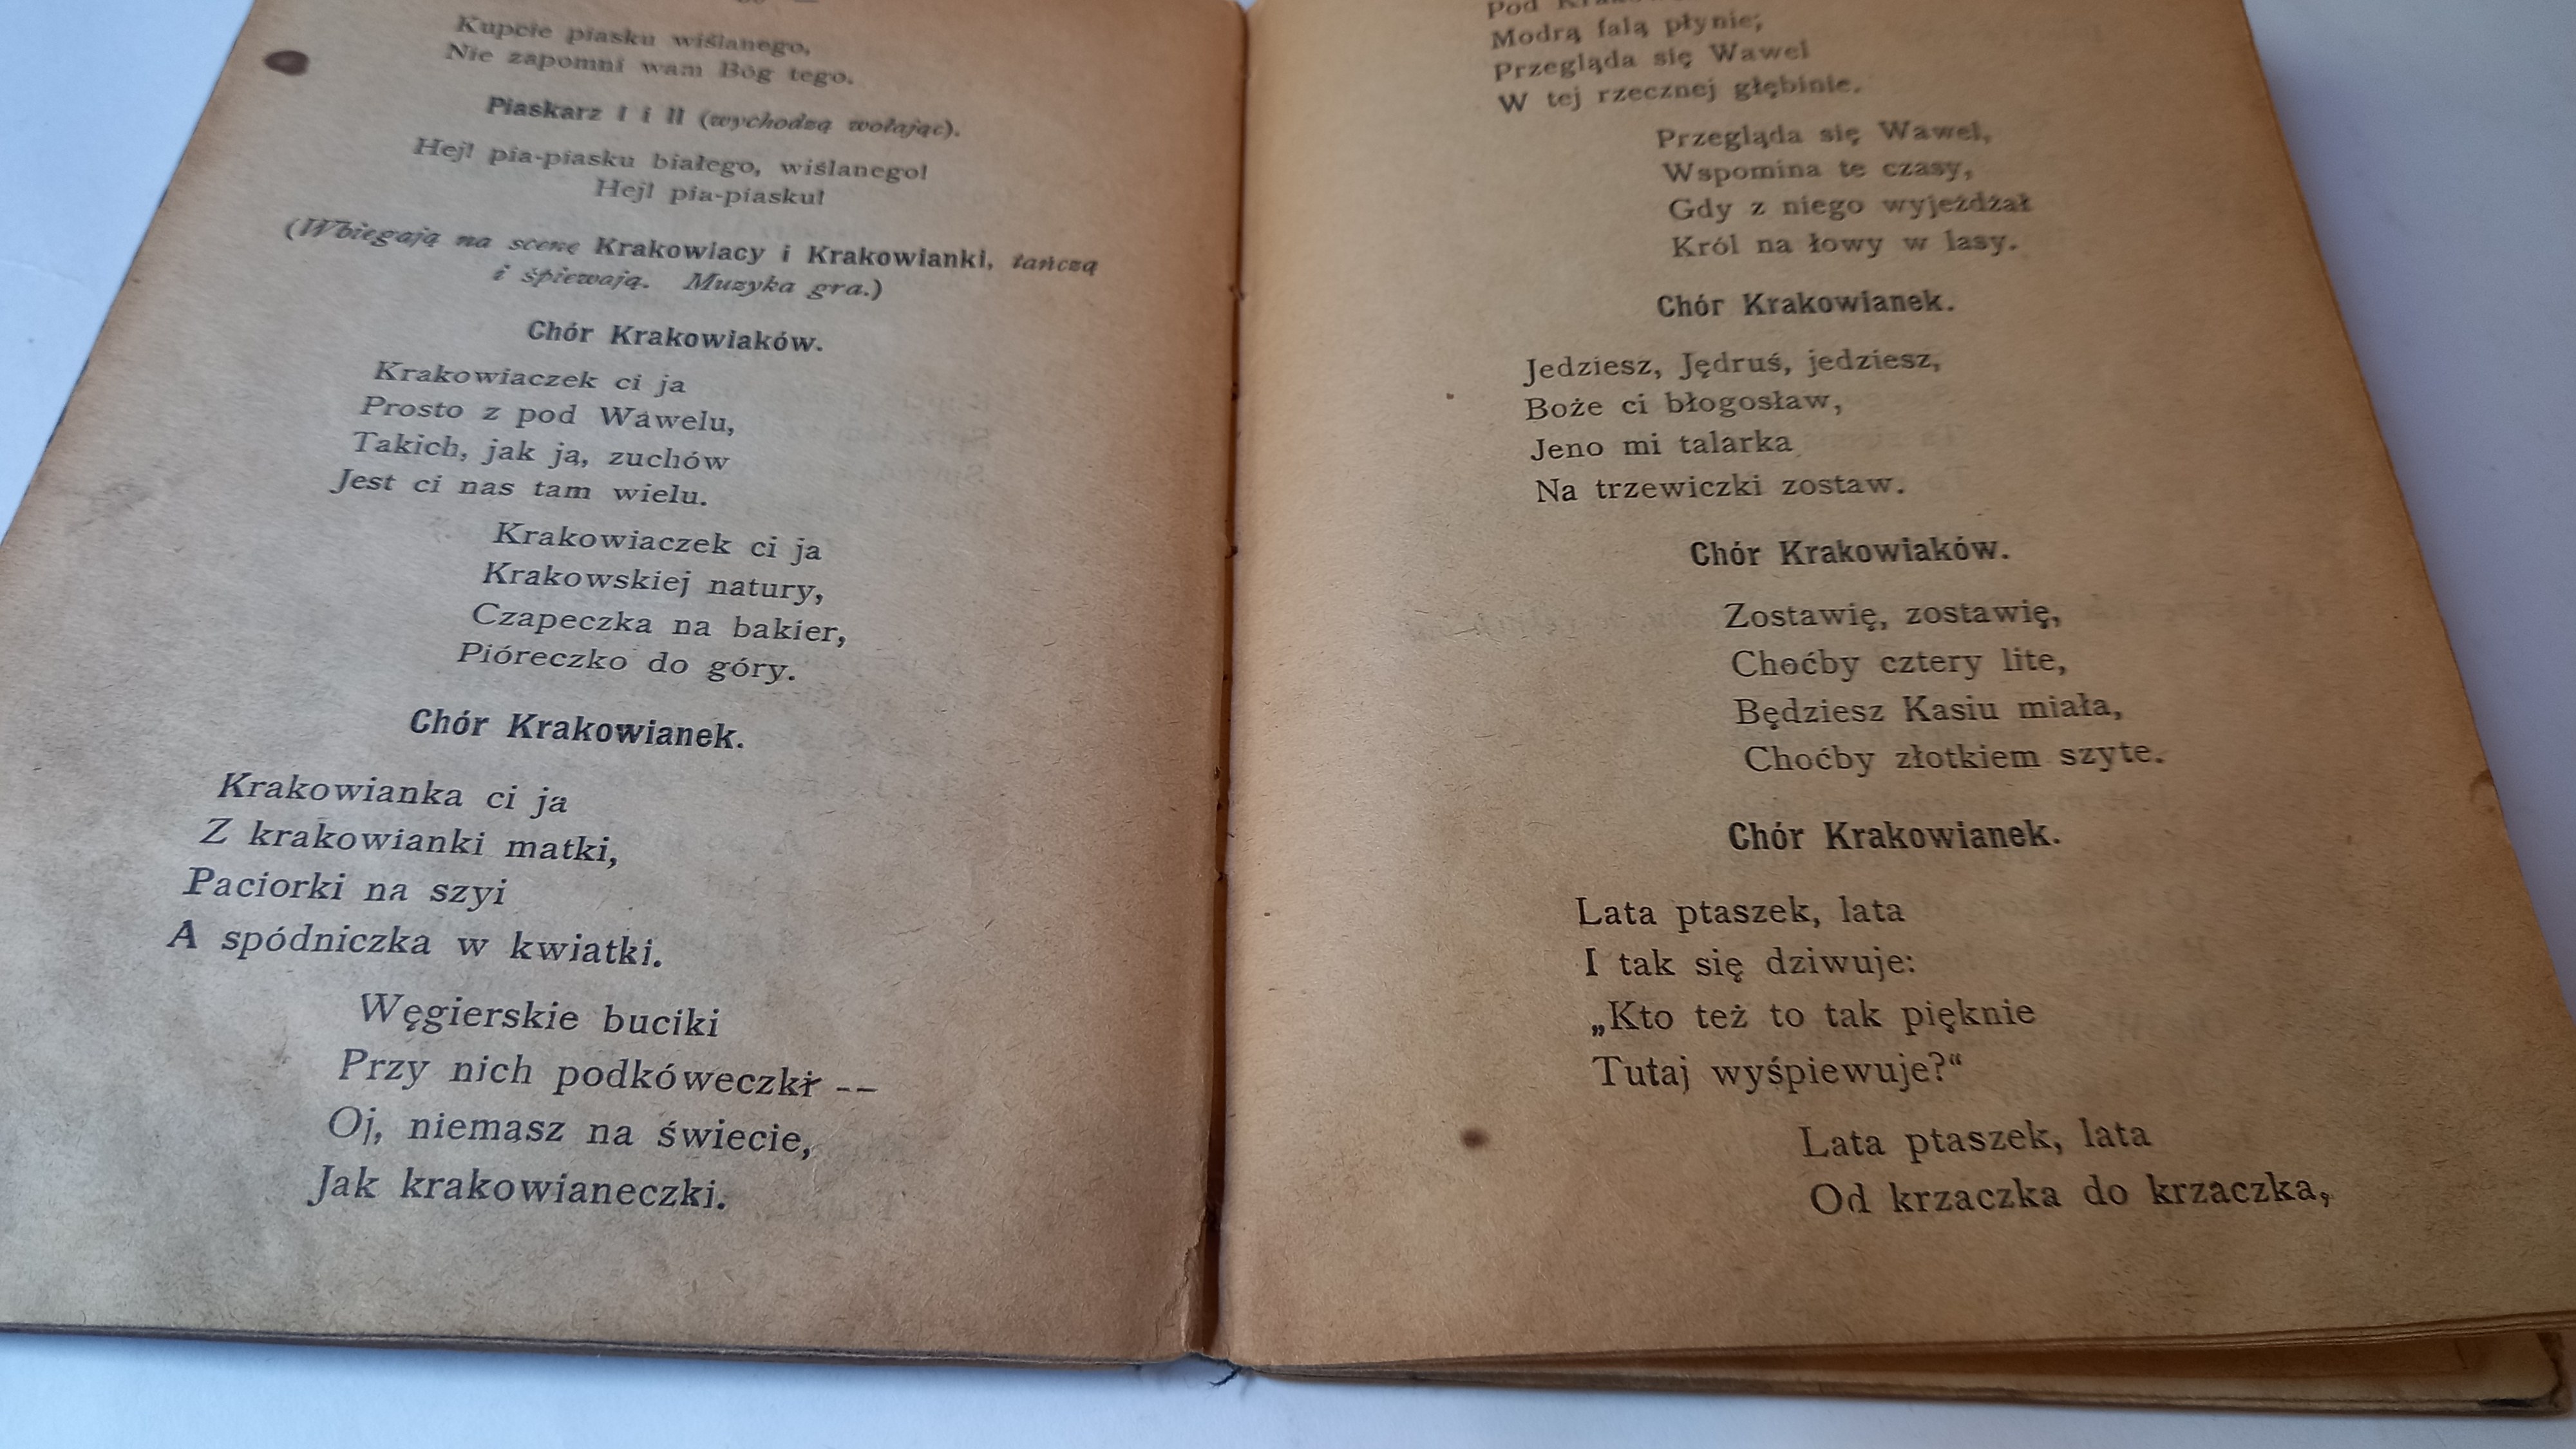 Kupcie piasku wiślanego,
Nie zapomni wam Bóg tego.
Piaskarz I i II (wychodzą wołając).
Hej! pia-piasku białego, wiślanego!
Hej! pia-piasku!
(Wbiegają na scenę Krakowiacy i Krakowianki, tańczą
i śpiewają. Muzyka gra.)
Chór Krakowiaków.
Krakowiaczek ci ja
Prosto z pod Wawelu,
Takich, jak ja, zuchów
Jest ci nas tam wielu.
Krakowiaczek ci ja
Krakowskiej natury,
Czapeczka na bakier,
Pióreczko do góry.
Chór Krakowianek.
Krakowianka ci ja
Z krakowianki matki,
Paciorki na szyi
A spódniczka w kwiatki.
Węgierskie buciki
Przy nich podkóweczki --
Oj, niemasz na świecie,
Jak krakowianeczki.
Pod
Modrą falą płynie;
Przegląda się Wawel
W tej rzecznej głębinie.
Przegląda się Wawel,
Wspomina te czasy,
Gdy z niego wyjeżdżał
Król na łowy w lasy.
Chór Krakowianek.
Jedziesz, Jędruś, jedziesz,
Boże ci błogosław,
Jeno mi talarka
Na trzewiczki zostaw.
Chór Krakowiaków.
Zostawię, zostawię,
Choćby cztery lite,
Będziesz Kasiu miała,
Choćby złotkiem szyte.
Chór Krakowianek.
Lata ptaszek, lata
I tak się dziwuje:
„Kto też to tak pięknie
Tutaj wyśpiewuje?“
Lata ptaszek, lata
Od krzaczka do krzaczka,